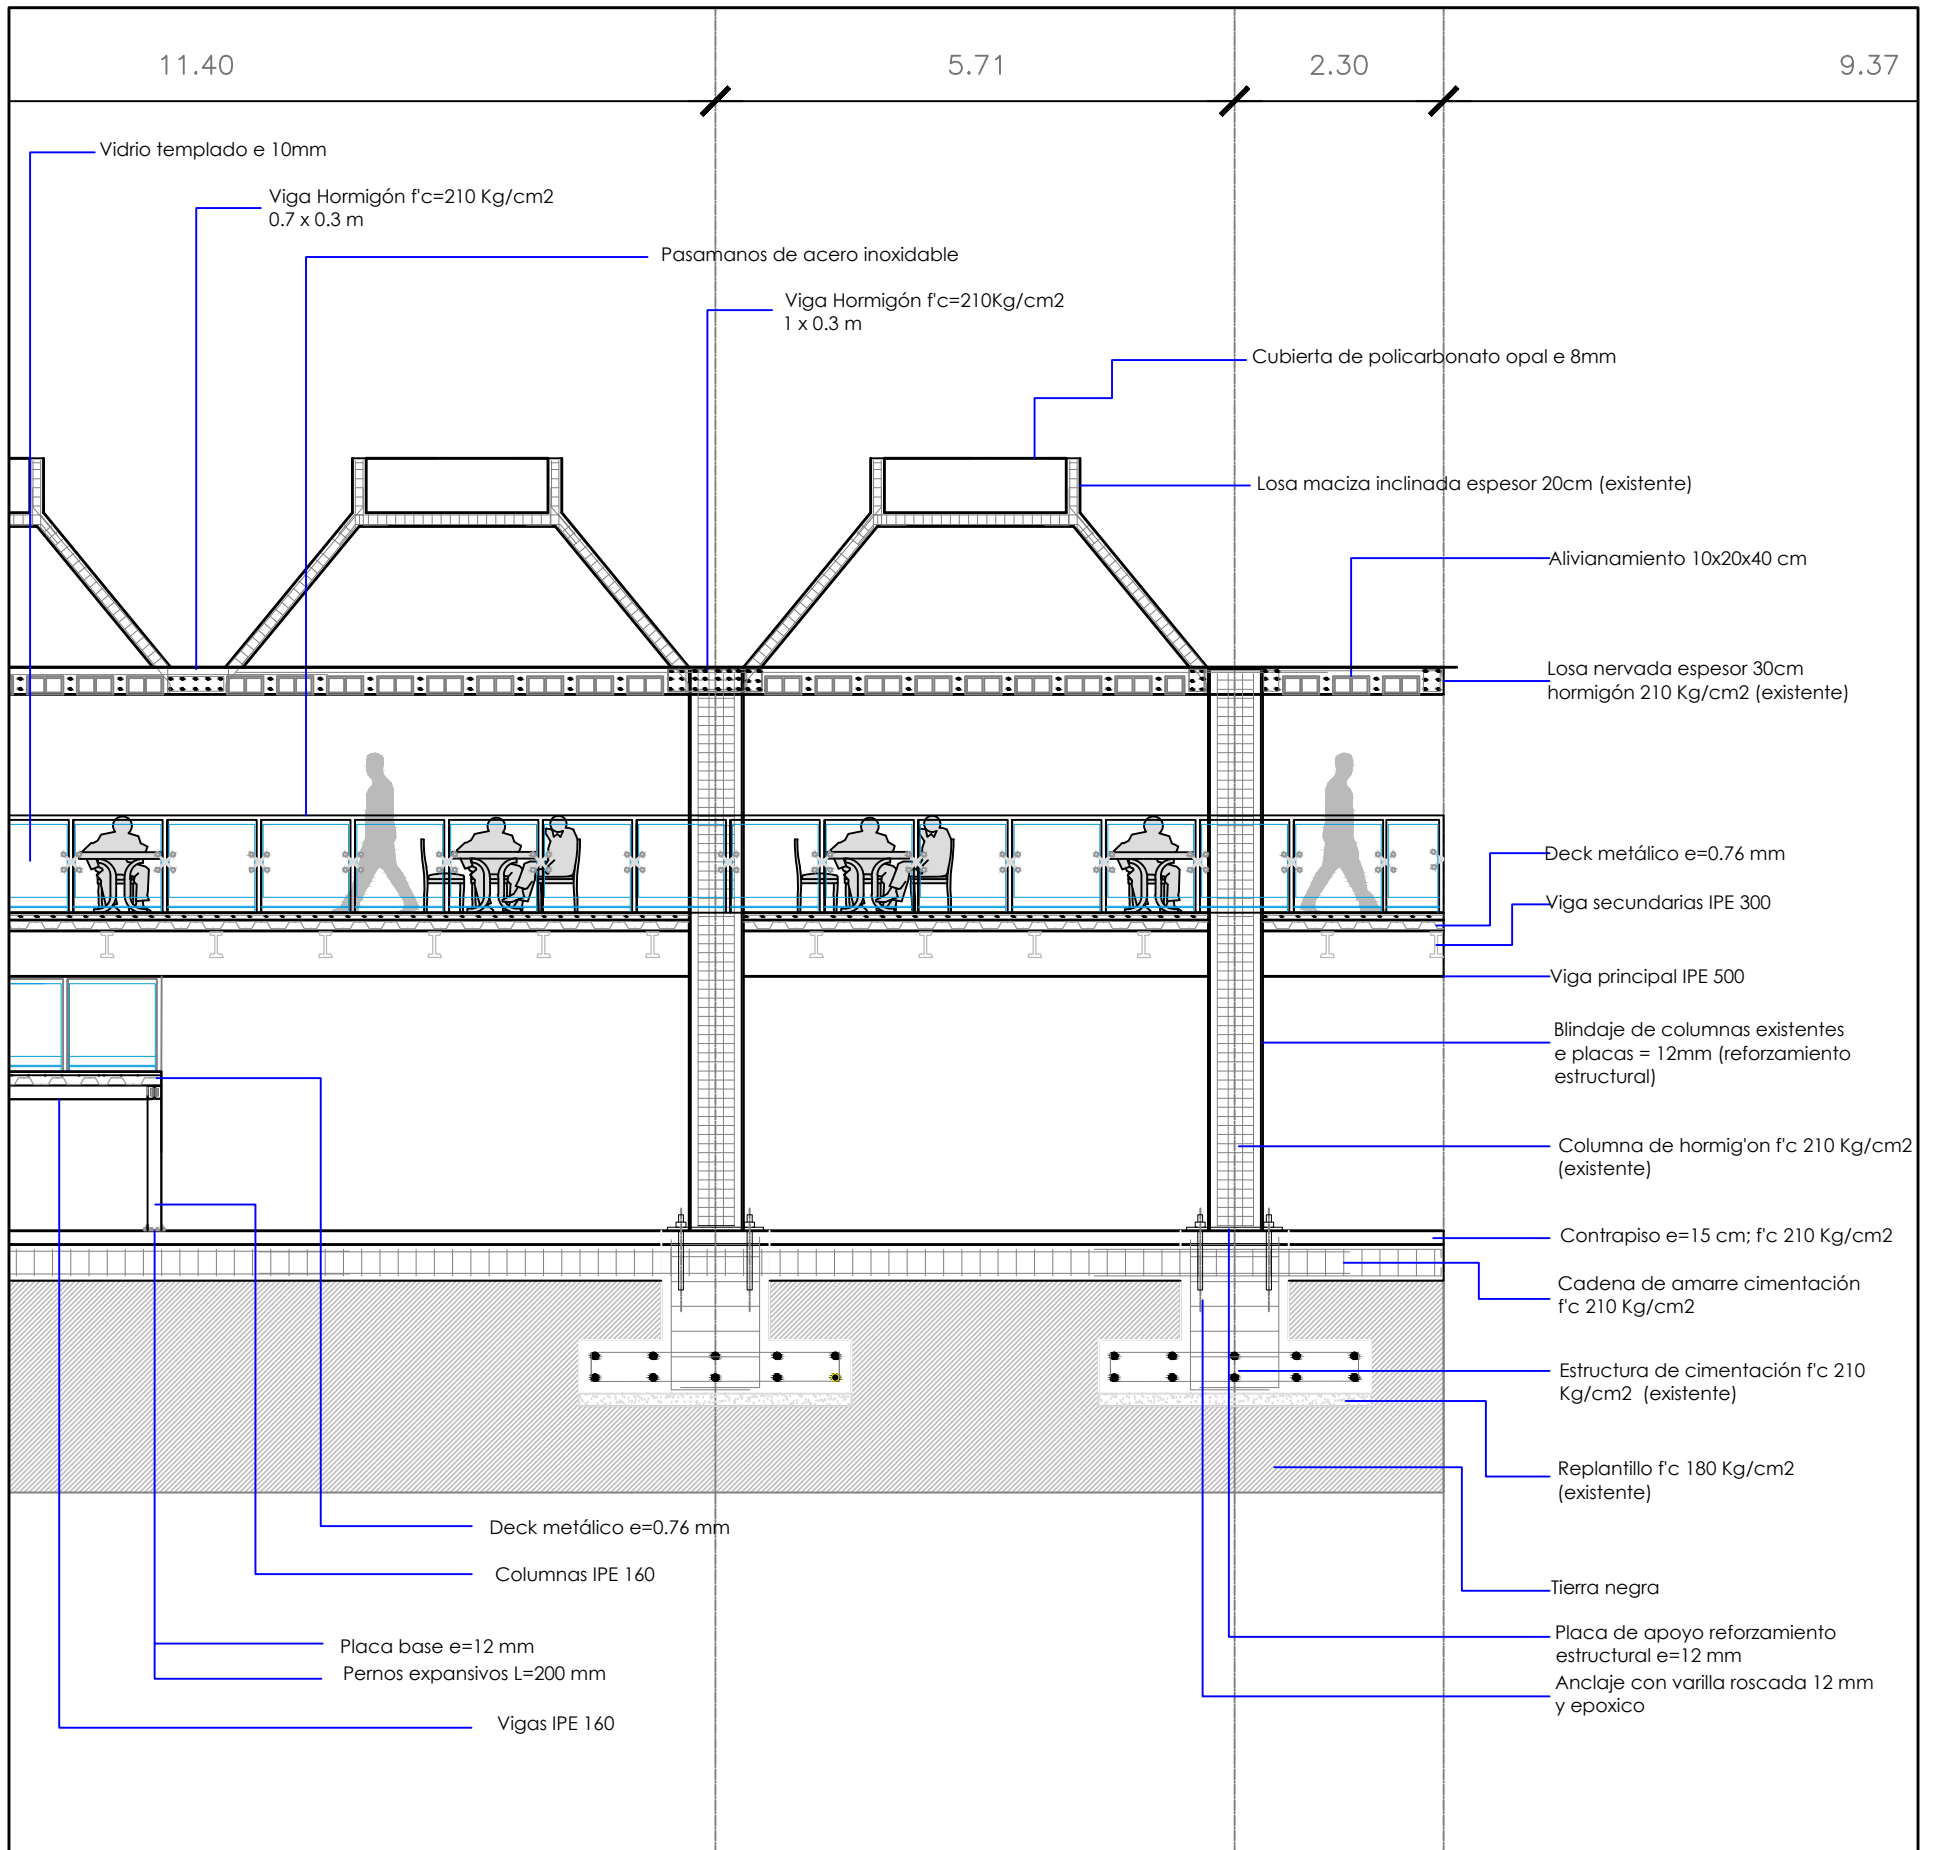 11.40
5.71
2.30
9.37
Vidrio templado e 10mm
Viga Hormigón f'c=210 Kg/cm2
0.7 x 0.3 m
Pasamanos de acero inoxidable
Viga Hormigón f'c=210Kg/cm2
1 x 0.3 m
Cubierta de policarbonato opal e 8mm
Losa maciza inclinada espesor 20cm (existente)
Alivianamiento 10x20x40 cm
Losa nervada espesor 30cm
hormigón 210 Kg/cm2 (existente)
Deck metálico e=0.76 mm
Viga secundarias IPE 300
Viga principal IPE 500
Blindaje de columnas existentes
e placas = 12mm (reforzamiento
estructural)
Columna de hormig'on f'c 210 Kg/cm2
(existente)
Contrapiso e=15 cm; f'c 210 Kg/cm2
Cadena de amarre cimentación
f'c 210 Kg/cm2
Estructura de cimentación f'c 210
Kg/cm2 (existente)
Replantillo f'c 180 Kg/cm2
(existente)
Tierra negra
Placa de apoyo reforzamiento
estructural e=12 mm
Anclaje con varilla roscada 12 mm
y epoxico
Deck metálico e=0.76 mm
Columnas IPE 160
Placa base e=12 mm
Pernos expansivos L=200 mm
Vigas IPE 160